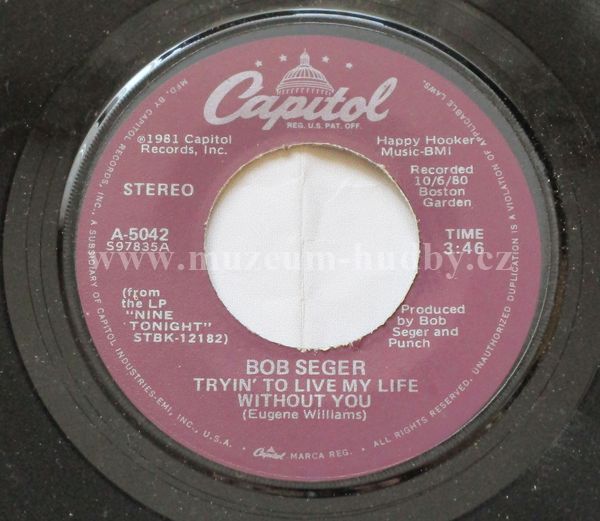 Capitol
REG. U.S. PAT. OFF.
℗1981 Capitol
Records, Inc.
STEREO
A-5042
S97835A
(from
the LP
"NINE
TONIGHT"
STBK-12182)
Happy Hooker
Music-BMI
Recorded
10/6/80
Boston
Garden
TIME
3:46
Produced
by Bob
Seger and
Punch
BOB SEGER
TRYIN' TO LIVE MY LIFE
WITHOUT YOU
(Eugene Williams)
MFD. BY CAPITOL RECORDS, INC., A SUBSIDIARY OF CAPITOL INDUSTRIES-EMI, INC., U.S.A. • Capitol MARCA REG. • ALL RIGHTS RESERVED. UNAUTHORIZED DUPLICATION IS A VIOLATION OF APPLICABLE LAWS.
www.muzeum-hudby.cz